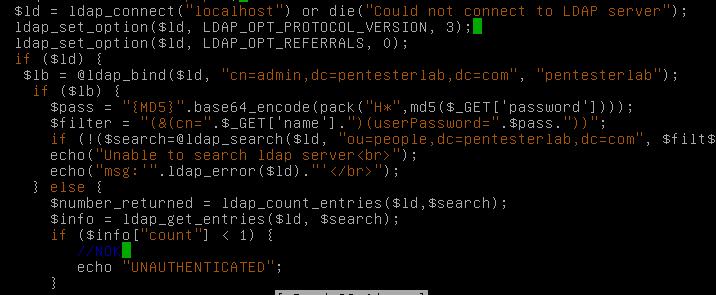 $ld = ldap_connect("localhost") or die("Could not connect to LDAP server");
ldap_set_option($ld, LDAP_OPT_PROTOCOL_VERSION, 3);
ldap_set_option($ld, LDAP_OPT_REFERRALS, 0);
if ($ld) {
$lb = @ldap_bind($ld, "cn=admin,dc=pentesterlab,dc=com", "pentesterlab");
if ($lb) {
$pass = "{MD5}".base64_encode(pack("H*",md5($_GET['password'])));
$filter = "(&(cn=".$_GET['name'].")(userPassword=".$pass."))";
if (!($search=@ldap_search($ld, "ou=people,dc=pentesterlab,dc=com", $filt$
echo("Unable to search ldap server<br>");
echo("msg:'".ldap_error($ld)."'</br>");
} else {
$number_returned = ldap_count_entries($ld,$search);
$info = ldap_get_entries($ld, $search);
if ($info["count"] < 1) {
//NOK
echo "UNAUTHENTICATED";
}